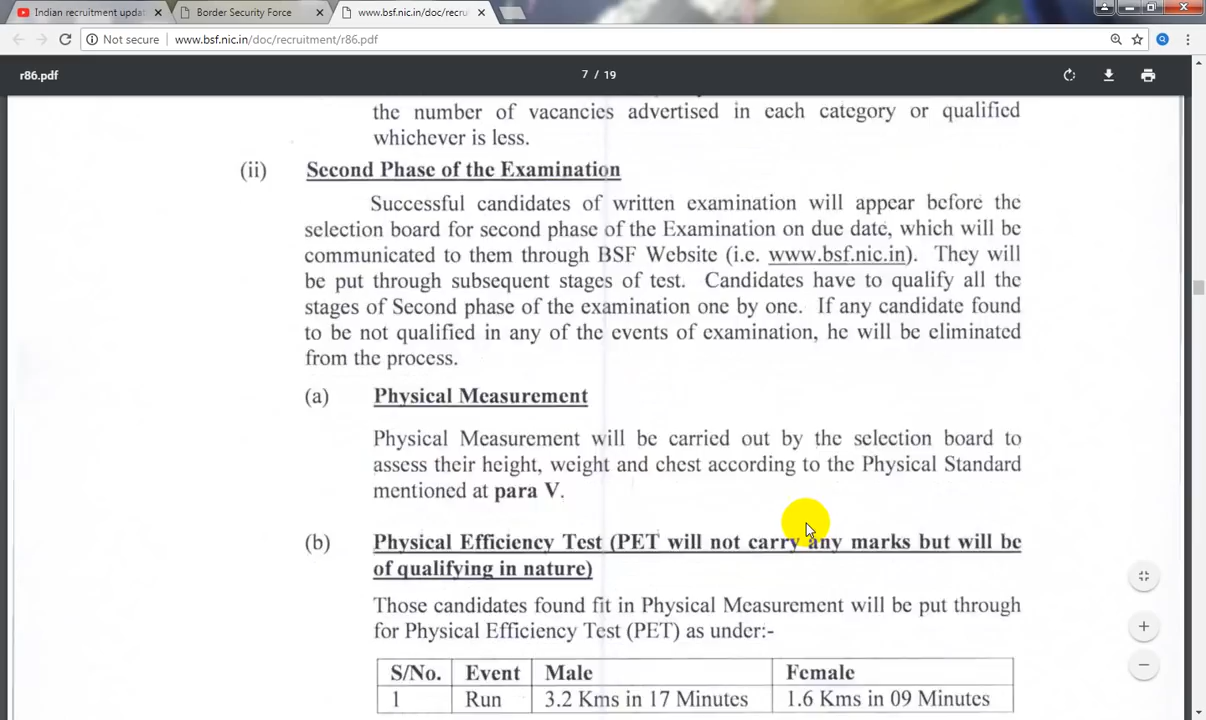 Indian recruitment updat
Border Security Force
www.bsf.nic.in/doc/recru
Not secure
www.bsf.nic.in/doc/recruitment/r86.pdf
r86.pdf
7 / 19
the number of vacancies advertised in each category or qualified
whichever is less.
(ii) Second Phase of the Examination
Successful candidates of written examination will appear before the
selection board for second phase of the Examination on due date, which will be
communicated to them through BSF Website (i.e. www.bsf.nic.in). They will
be put through subsequent stages of test. Candidates have to qualify all the
stages of Second phase of the examination one by one. If any candidate found
to be not qualified in any of the events of examination, he will be eliminated
from the process.
(a) Physical Measurement
Physical Measurement will be carried out by the selection board to
assess their height, weight and chest according to the Physical Standard
mentioned at para V.
(b) Physical Efficiency Test (PET will not carry any marks but will be
of qualifying in nature)
Those candidates found fit in Physical Measurement will be put through
for Physical Efficiency Test (PET) as under:-
S/No. Event Male Female
1 Run 3.2 Kms in 17 Minutes 1.6 Kms in 09 Minutes